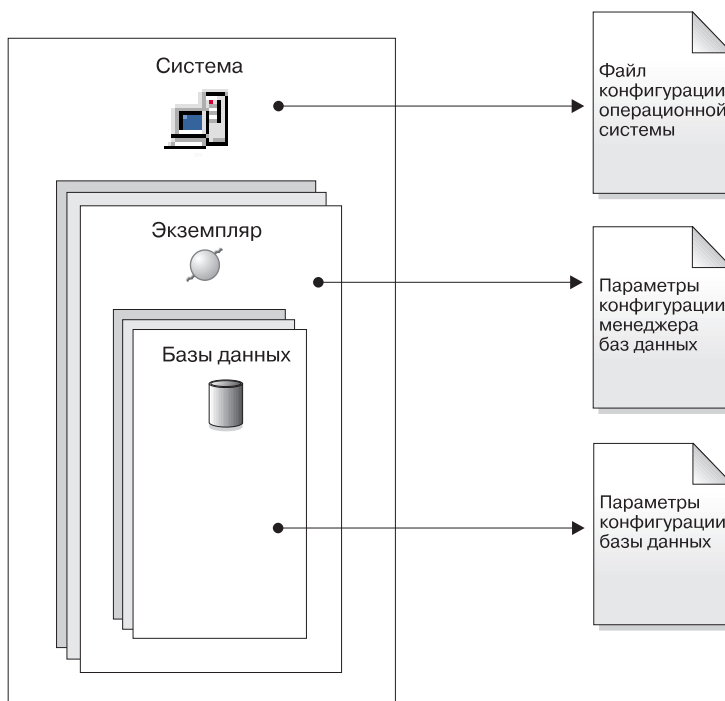 Система
Файл
конфигурации
операционной
системы
Экземпляр
Параметры
конфигурации
менеджера
баз данных
Базы данных
Параметры
конфигурации
базы данных